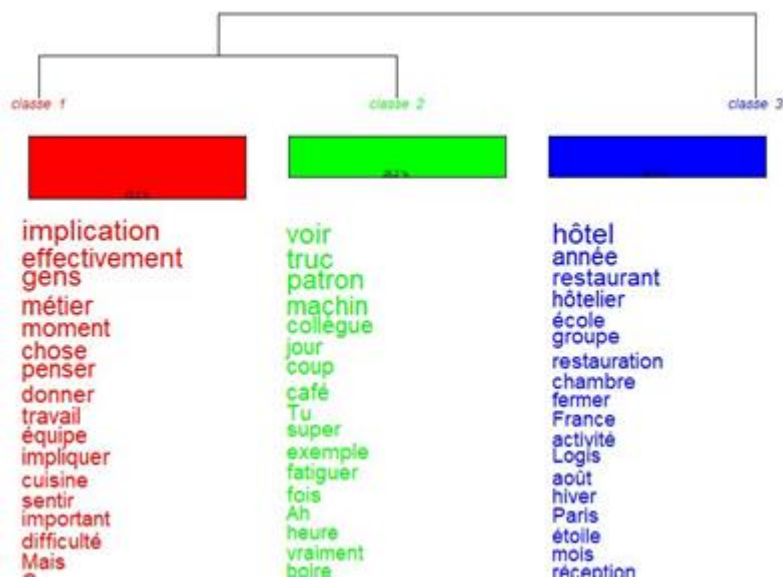 classe 1
classe 2
classe 3
implication
effectivement
gens
métier
moment
chose
penser
donner
travail
équipe
impliquer
cuisine
sentir
important
difficulté
Mais
voir
truc
patron
machin
collègue
jour
coup
café
Tu
super
exemple
fatiguer
fois
Ah
heure
vraiment
boire
hôtel
année
restaurant
hôtelier
école
groupe
restauration
chambre
fermer
France
activité
Logis
août
hiver
Paris
étoile
mois
réception